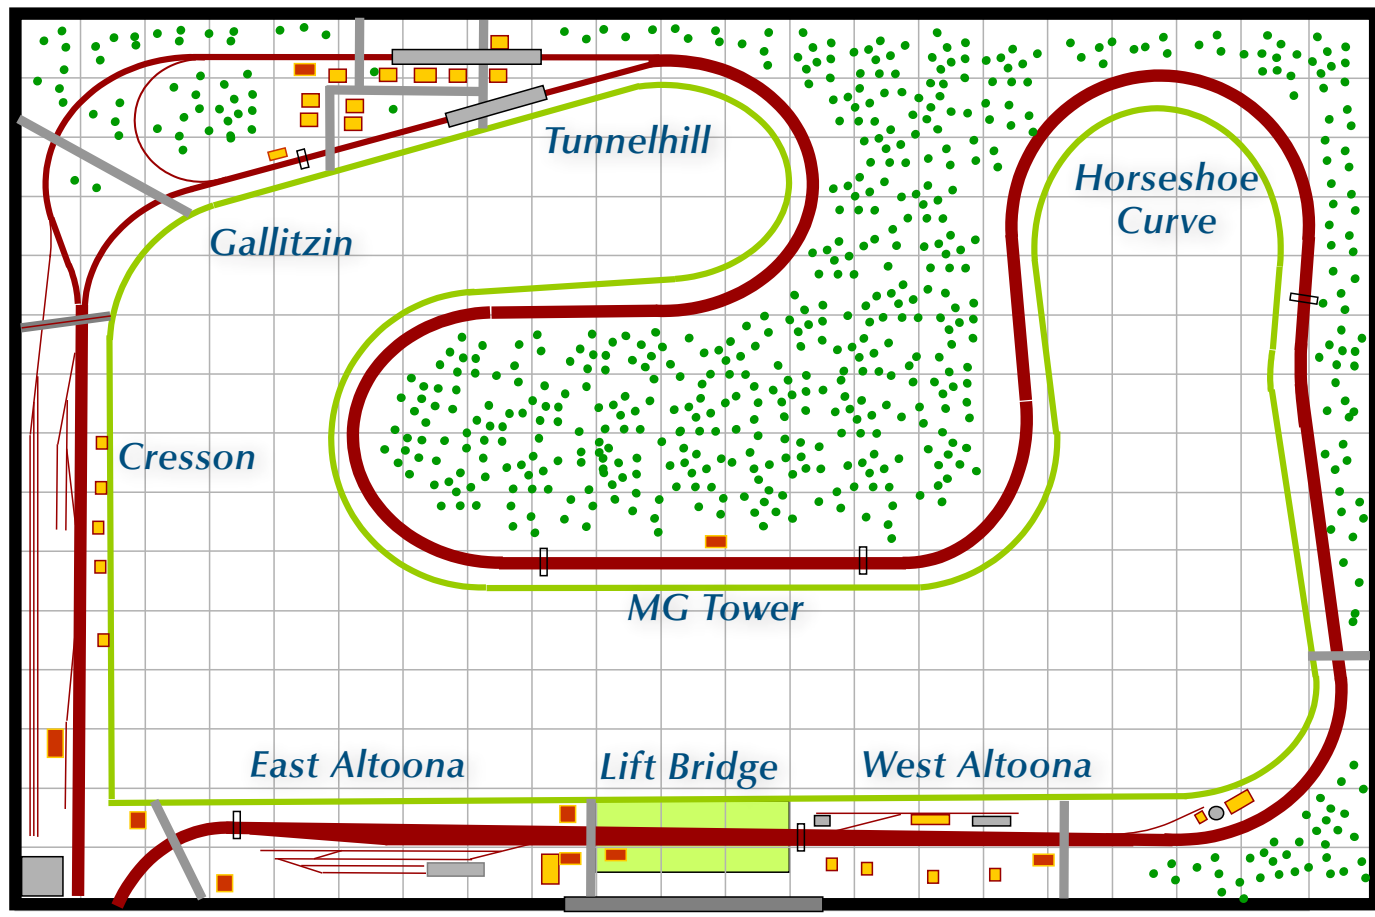 Tunnelhill
Horseshoe
Curve
Gallitzin
Cresson
MG Tower
East Altoona
Lift Bridge
West Altoona